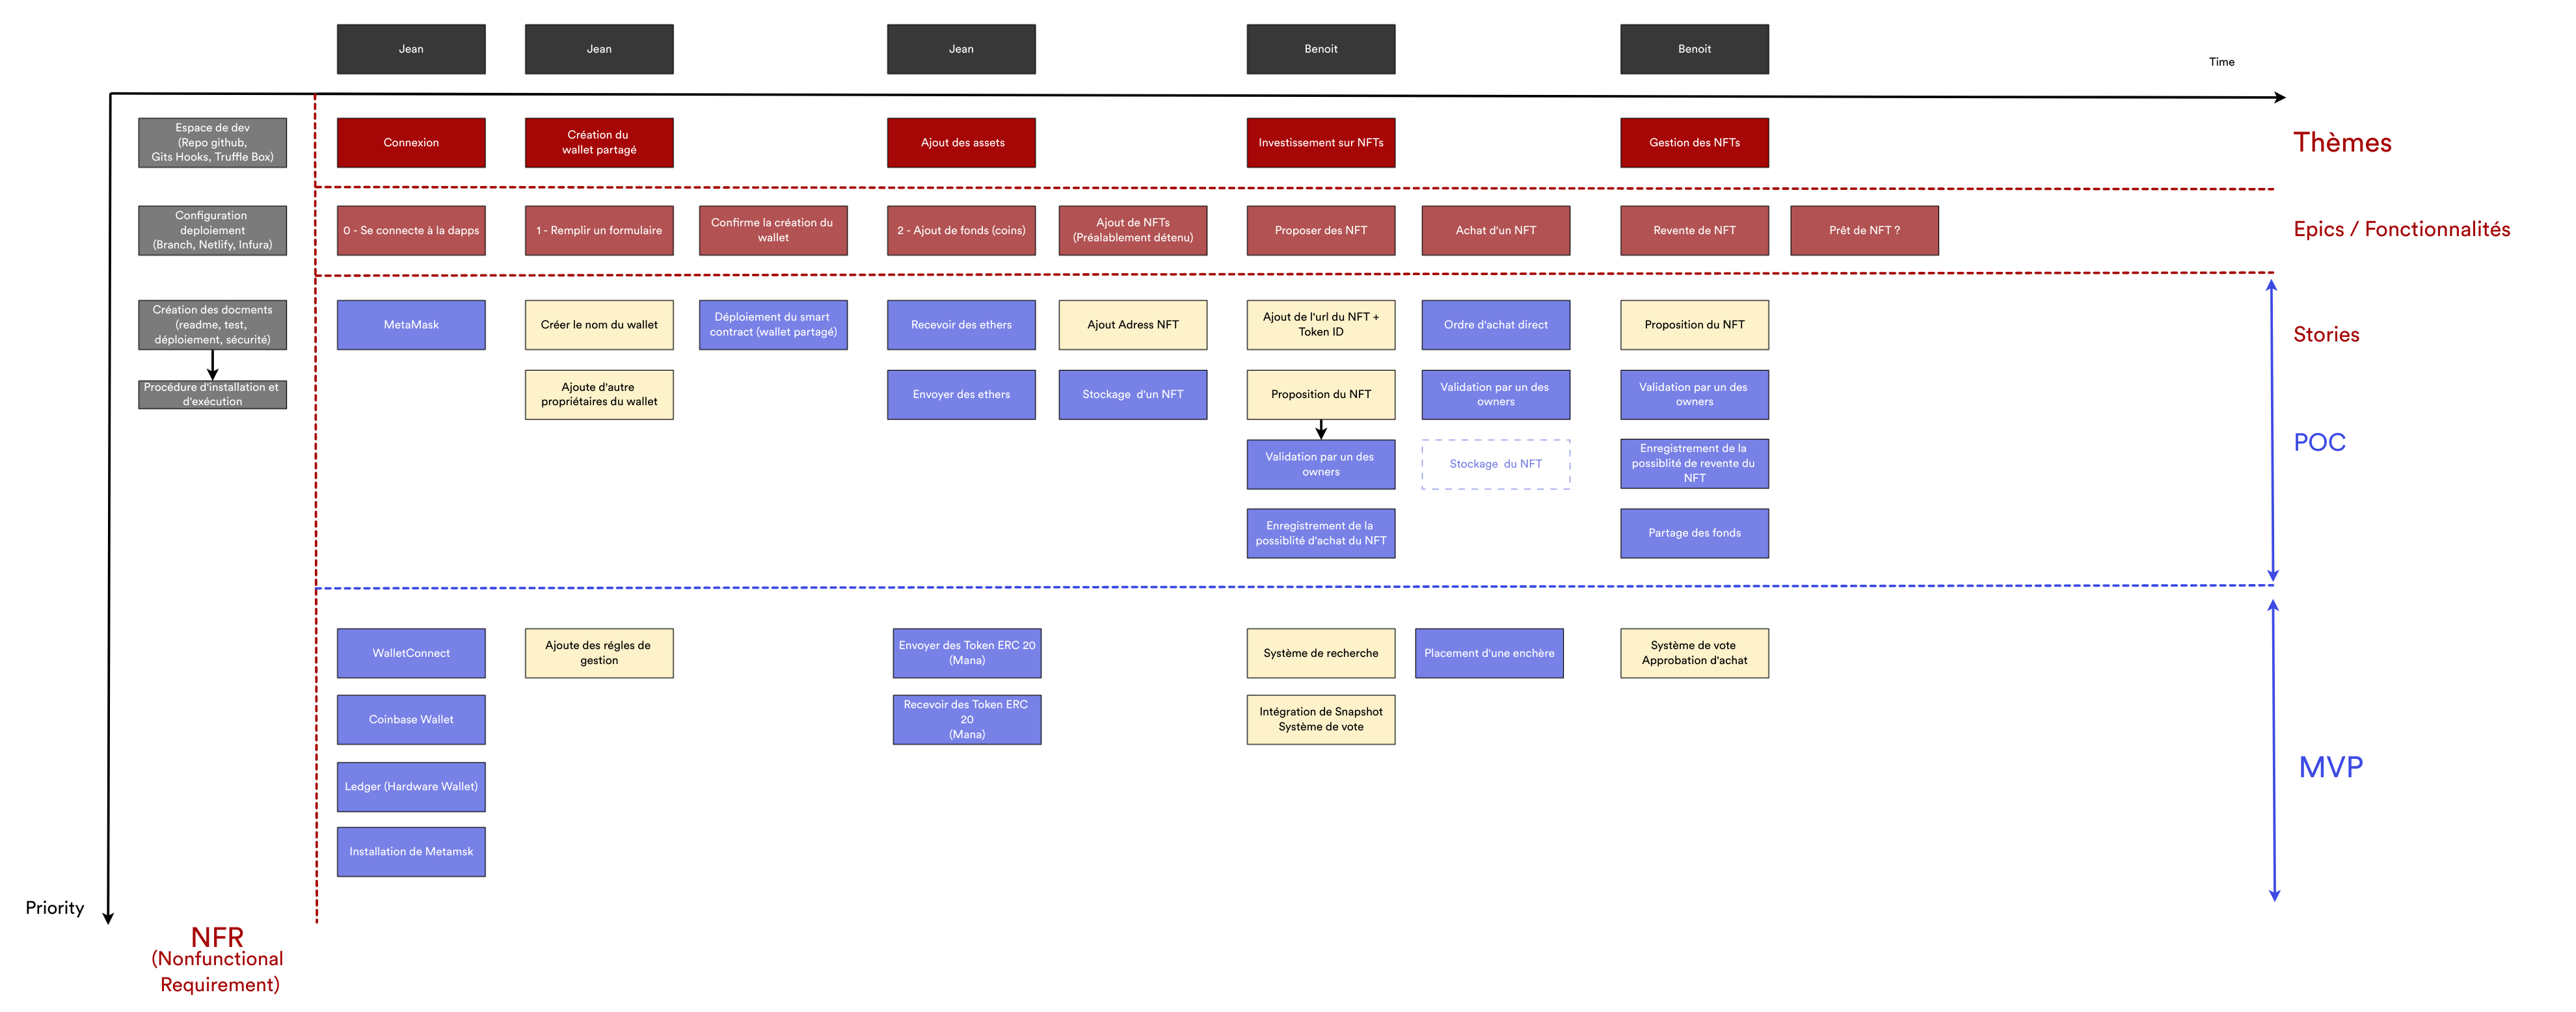 Jean
Jean
Jean
Benoit
Benoit
Time
Espace de dev
(Repo github,
Gits Hooks, Truffle Box)
Connexion
Création du
wallet partagé
Ajout des assets
Investissement sur NFTs
Gestion des NFTs
Thèmes
Configuration
deploiement
(Branch, Netlify, Infura)
0 - Se connecte à la dapps
1 - Remplir un formulaire
Confirme la création du
wallet
2 - Ajout de fonds (coins)
Ajout de NFTs
(Préalablement détenu)
Proposer des NFT
Achat d'un NFT
Revente de NFT
Prêt de NFT ?
Epics / Fonctionnalités
Création des docments
(readme, test,
déploiement, sécurité)
MetaMask
Créer le nom du wallet
Déploiement du smart
contract (wallet partagé)
Recevoir des ethers
Ajout Adress NFT
Ajout de l'url du NFT +
Token ID
Ordre d'achat direct
Proposition du NFT
Stories
Procédure d'installation et
d'exécution
Ajoute d'autre
propriétaires du wallet
Envoyer des ethers
Stockage d'un NFT
Proposition du NFT
Validation par un des
owners
Validation par un des
owners
Validation par un des
owners
Stockage du NFT
Enregistrement de la
possiblité de revente du
NFT
POC
Enregistrement de la
possiblité d'achat du NFT
Partage des fonds
WalletConnect
Ajoute des régles de
gestion
Envoyer des Token ERC 20
(Mana)
Système de recherche
Placement d'une enchère
Système de vote
Approbation d'achat
Coinbase Wallet
Recevoir des Token ERC
20
(Mana)
Intégration de Snapshot
Système de vote
Ledger (Hardware Wallet)
MVP
Installation de Metamsk
Priority
NFR
(Nonfunctional
Requirement)